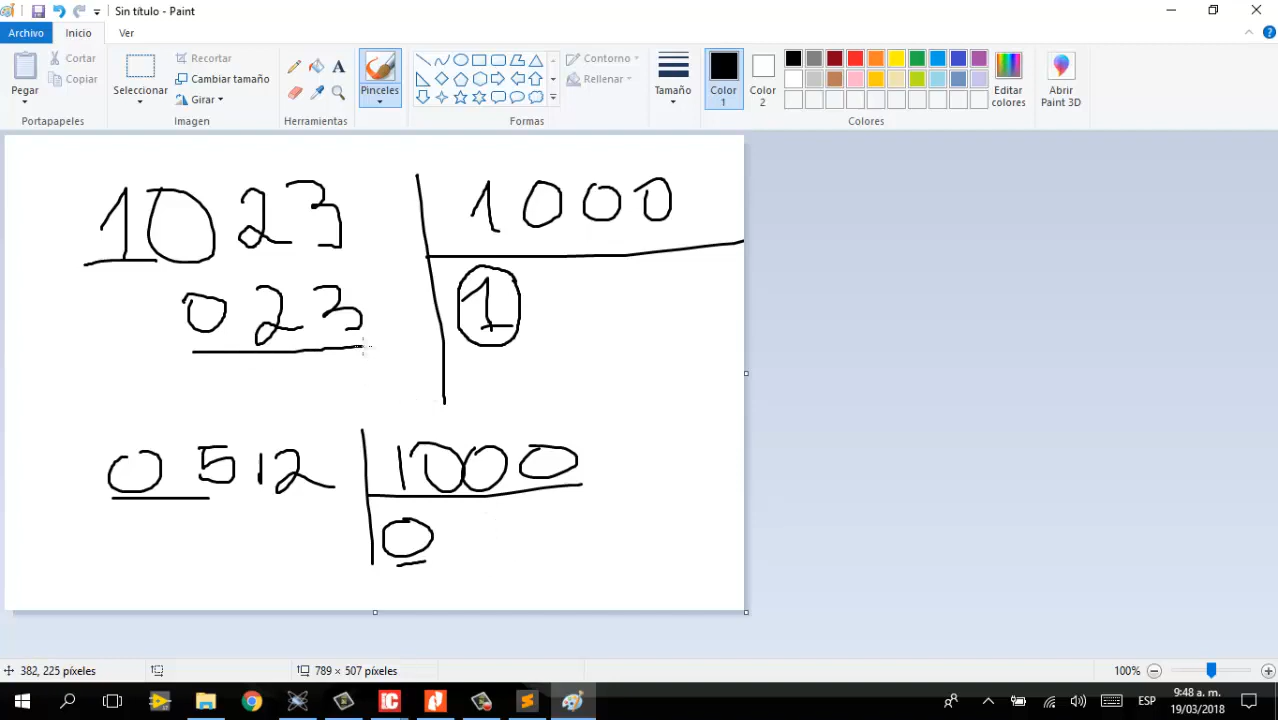 Sin título - Paint
Archivo Inicio Ver
Pegar
Cortar
Copiar
Portapapeles
Seleccionar
Recortar
Cambiar tamaño
Girar
Imagen
A
Herramientas
Pinceles
Contorno
Rellenar
Formas
Tamaño
Color 1
Color 2
Editar colores
Colores
Abrir Paint 3D
1023 1000
023 1
0512 1000
0
382, 225 píxeles 789 × 507 píxeles 100%
ESP
9:48 a. m.
19/03/2018